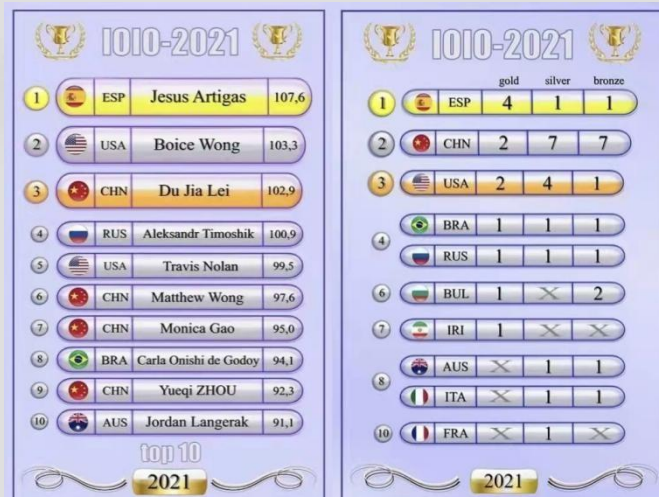 IOIO-2021
1 ESP Jesus Artigas 107,6
2 USA Boice Wong 103,3
3 CHN Du Jia Lei 102,9
4 RUS Aleksandr Timoshik 100,9
5 USA Travis Nolan 99,5
6 CHN Matthew Wong 97,6
7 CHN Monica Gao 95,0
8 BRA Carla Onishi de Godoy 94,1
9 CHN Yueqi ZHOU 92,3
10 AUS Jordan Langerak 91,1
top 10
2021
IOIO-2021
gold silver bronze
1 ESP 4 1 1
2 CHN 2 7 7
3 USA 2 4 1
4
BRA 1 1 1
RUS 1 1 1
6 BUL 1 X 2
7 IRI 1 X X
8
AUS X 1 1
ITA X 1 1
10 FRA X 1 X
2021